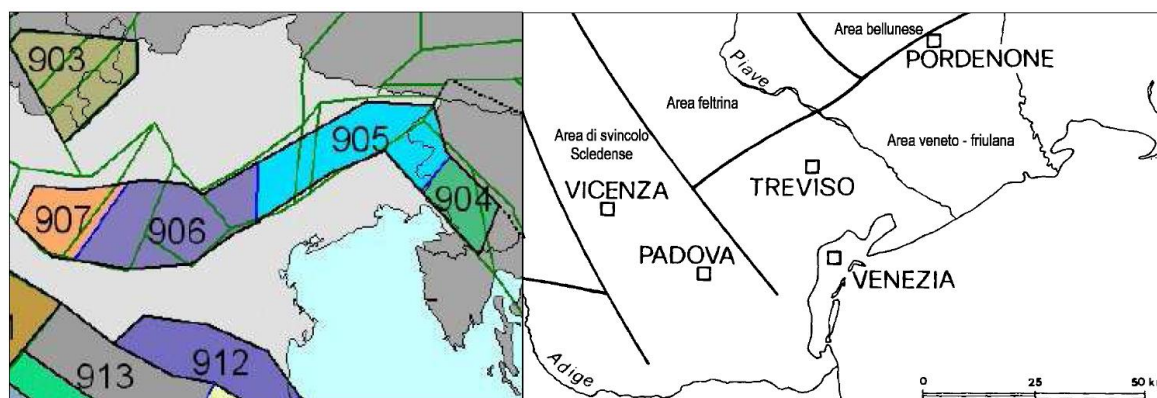 903
905
904
907
906
912
913
Area bellunese
PORDENONE
Piave
Area feltrina
Area di svincolo
Scledense
Area veneto - friulana
VICENZA
TREVISO
PADOVA
VENEZIA
Adige
0 25 50